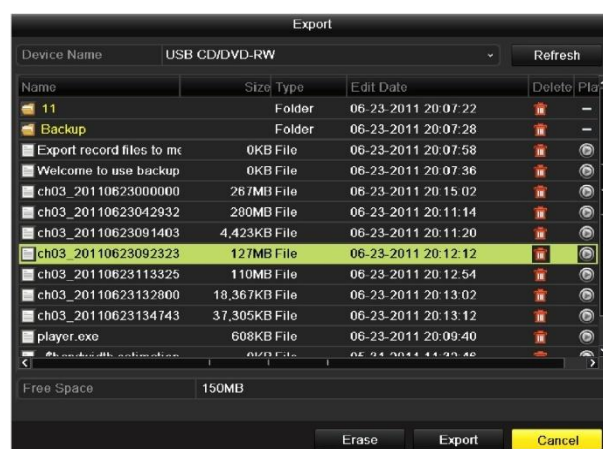 Export
Device Name USB CD/DVD-RW Refresh
Name Size Type Edit Date Delete Pla
11 Folder 06-23-2011 20:07:22 –
Backup Folder 06-23-2011 20:07:28 –
Export record files to me 0KB File 06-23-2011 20:07:58
Welcome to use backup 0KB File 06-23-2011 20:07:36
ch03_20110623000000 267MB File 06-23-2011 20:15:02
ch03_20110623042932 280MB File 06-23-2011 20:11:14
ch03_20110623091403 4,423KB File 06-23-2011 20:11:20
ch03_20110623092323 127MB File 06-23-2011 20:12:12
ch03_20110623113325 110MB File 06-23-2011 20:12:54
ch03_20110623132800 18,367KB File 06-23-2011 20:13:02
ch03_20110623134743 37,305KB File 06-23-2011 20:13:12
player.exe 608KB File 06-23-2011 20:09:40
Free Space 150MB
Erase Export Cancel